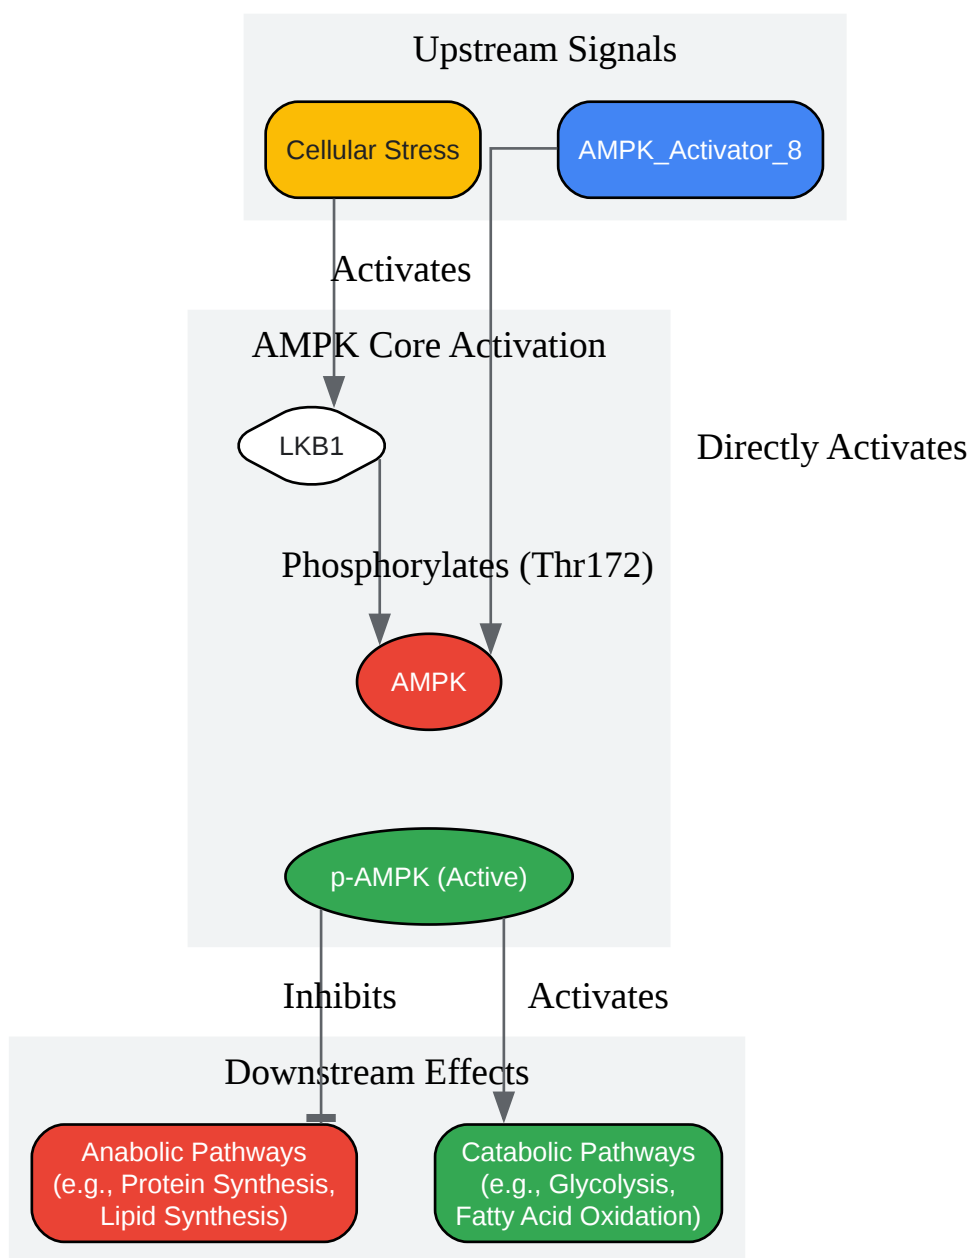 Upstream Signals
Cellular Stress
AMPK_Activator_8
Activates
AMPK Core Activation
LKB1
Directly Activates
Phosphorylates (Thr172)
AMPK
p-AMPK (Active)
Inhibits
Activates
Downstream Effects
Anabolic Pathways
(e.g., Protein Synthesis,
Lipid Synthesis)
Catabolic Pathways
(e.g., Glycolysis,
Fatty Acid Oxidation)